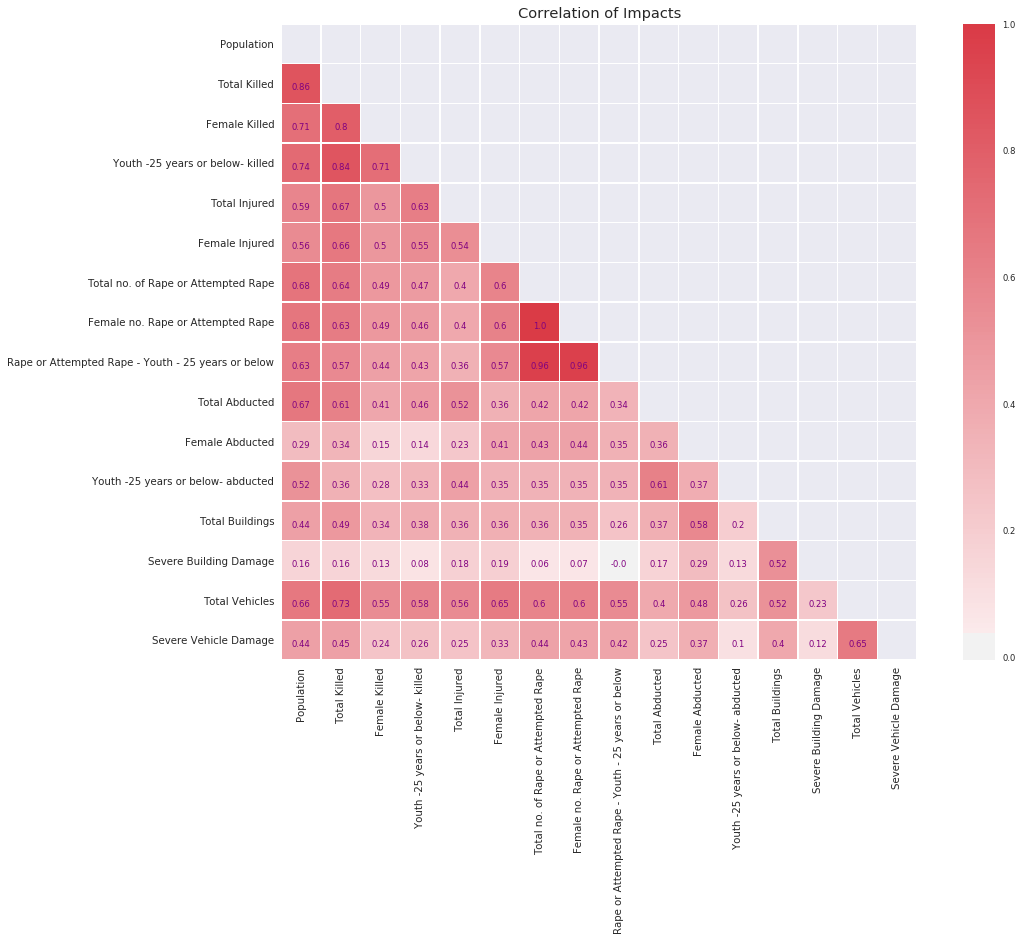 Correlation of Impacts
Population
Total Killed
0.86
Female Killed
0.71 0.8
Youth -25 years or below- killed
0.74 0.84 0.71
Total Injured
0.59 0.67 0.5 0.63
Female Injured
0.56 0.66 0.5 0.55 0.54
Total no. of Rape or Attempted Rape
0.68 0.64 0.49 0.47 0.4 0.6
Female no. Rape or Attempted Rape
0.68 0.63 0.49 0.46 0.4 0.6 1.0
Rape or Attempted Rape - Youth - 25 years or below
0.63 0.57 0.44 0.43 0.36 0.57 0.96 0.96
Total Abducted
0.67 0.61 0.41 0.46 0.52 0.36 0.42 0.42 0.34
Female Abducted
0.29 0.34 0.15 0.14 0.23 0.41 0.43 0.44 0.35 0.36
Youth -25 years or below- abducted
0.52 0.36 0.28 0.33 0.44 0.35 0.35 0.35 0.35 0.61 0.37
Total Buildings
0.44 0.49 0.34 0.38 0.36 0.36 0.36 0.35 0.26 0.37 0.58 0.2
Severe Building Damage
0.16 0.16 0.13 0.08 0.18 0.19 0.06 0.07 -0.0 0.17 0.29 0.13 0.52
Total Vehicles
0.66 0.73 0.55 0.58 0.56 0.65 0.6 0.6 0.55 0.4 0.48 0.26 0.52 0.23
Severe Vehicle Damage
0.44 0.45 0.24 0.26 0.25 0.33 0.44 0.43 0.42 0.25 0.37 0.1 0.4 0.12 0.65
Population
Total Killed
Female Killed
Youth -25 years or below- killed
Total Injured
Female Injured
Total no. of Rape or Attempted Rape
Female no. Rape or Attempted Rape
Rape or Attempted Rape - Youth - 25 years or below
Total Abducted
Female Abducted
Youth -25 years or below- abducted
Total Buildings
Severe Building Damage
Total Vehicles
Severe Vehicle Damage
1.0
0.8
0.6
0.4
0.2
0.0